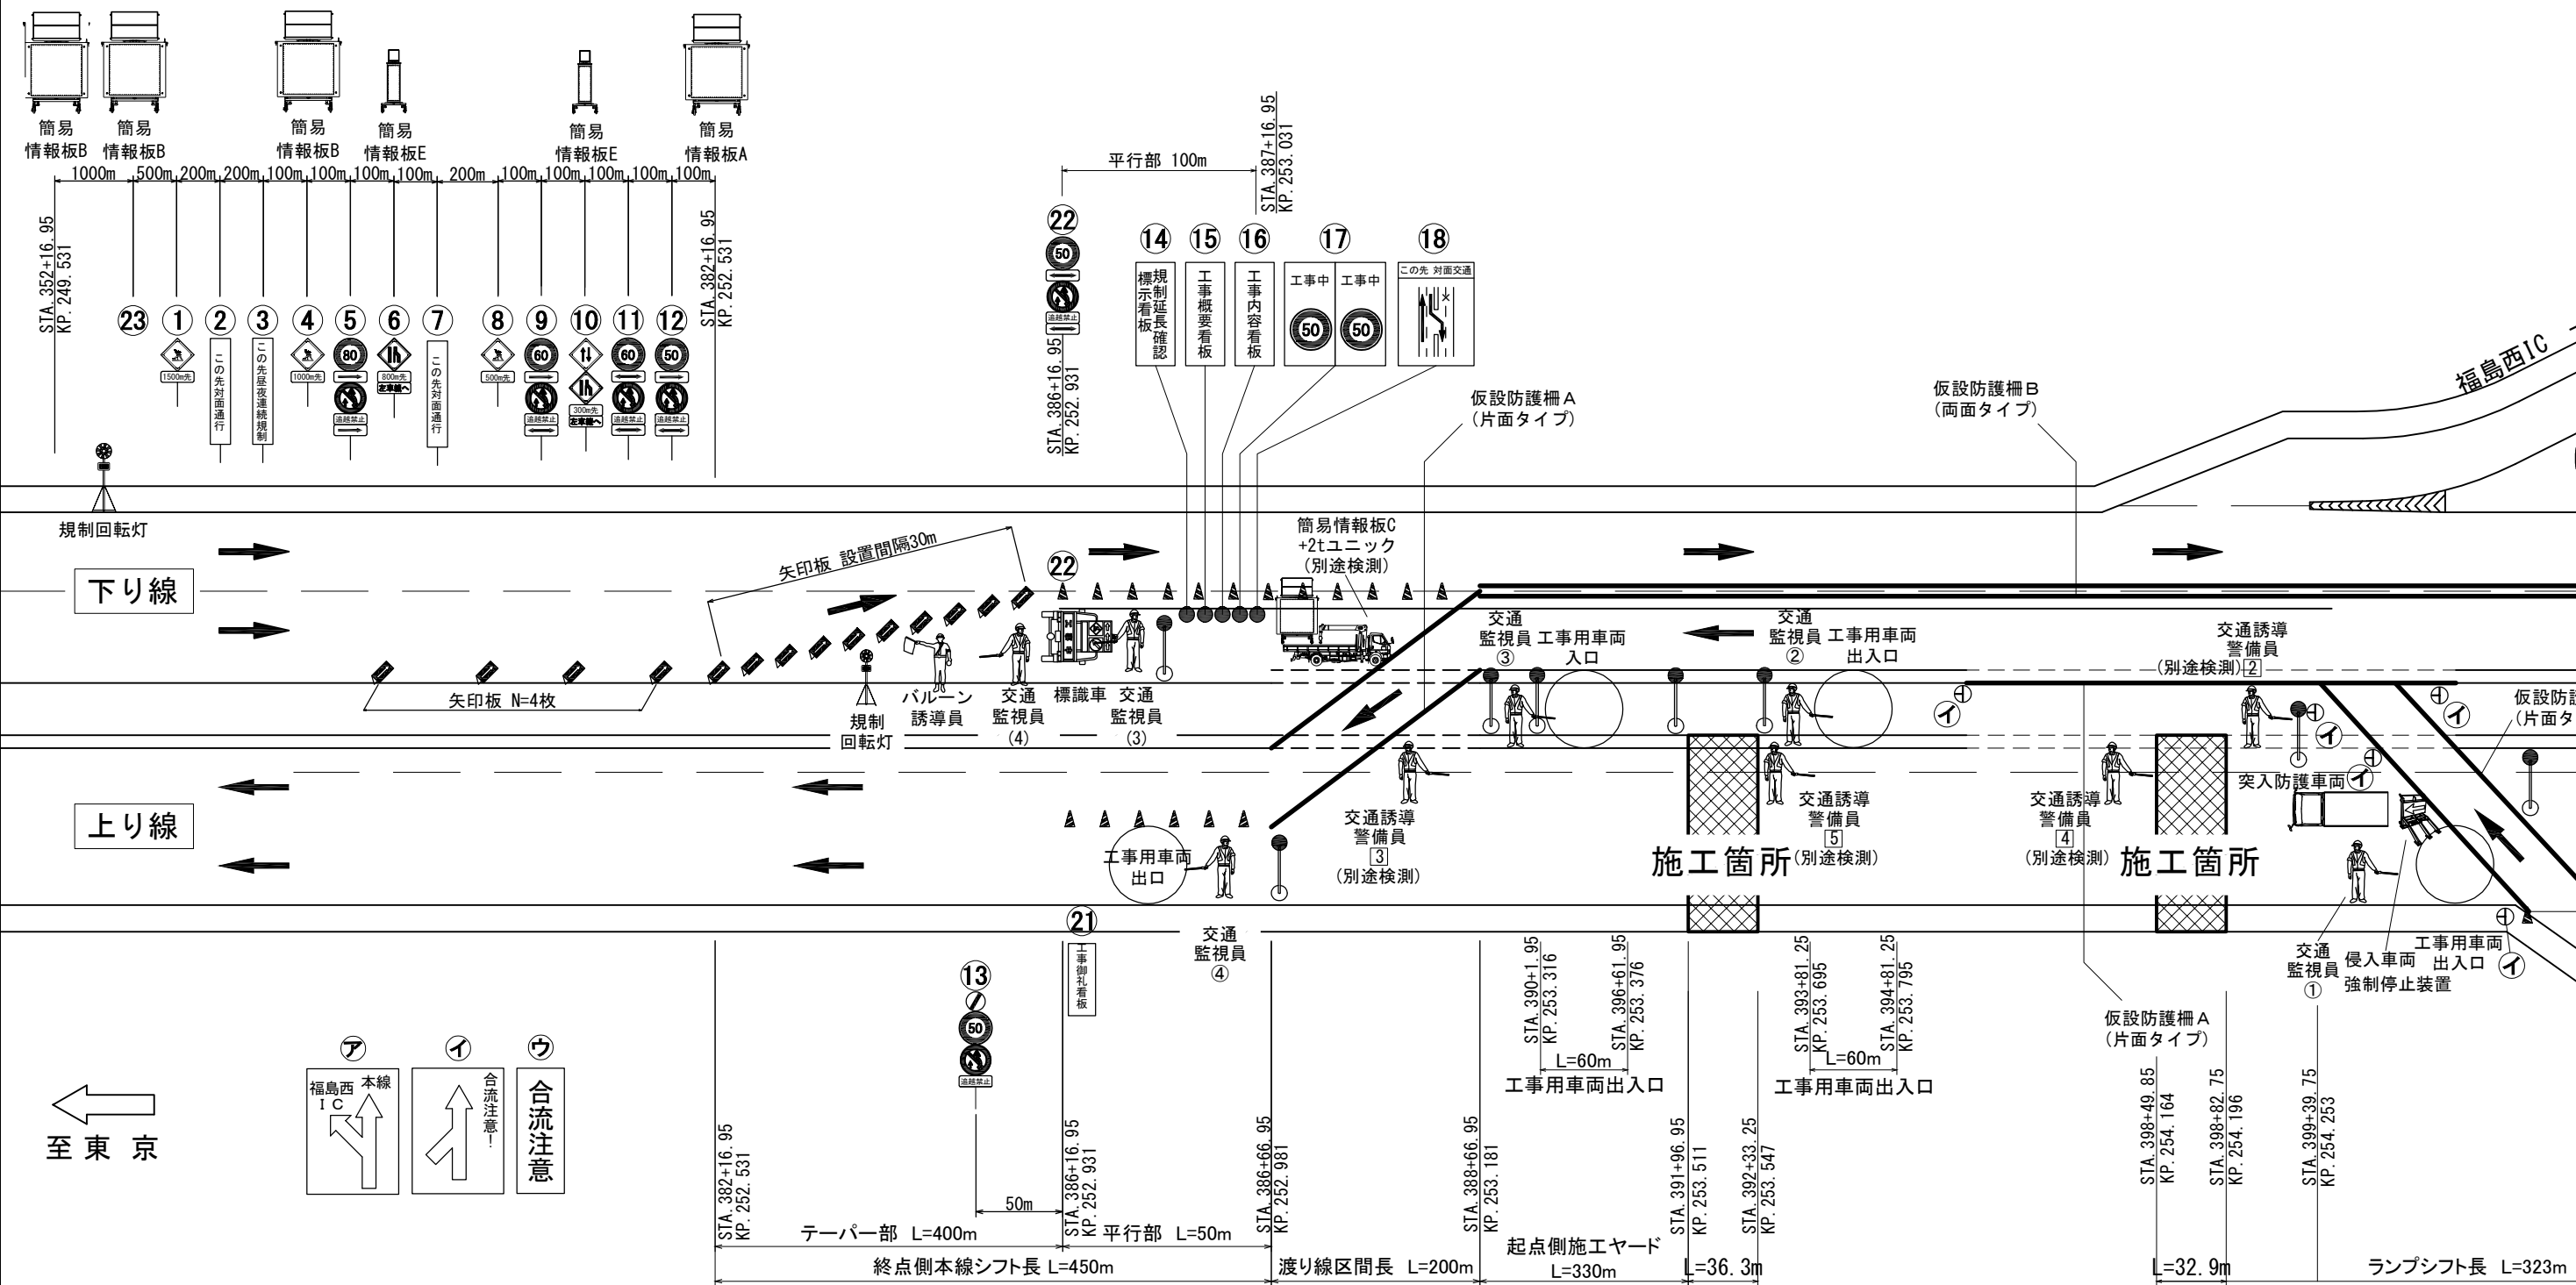 簡易
情報板B
簡易
情報板B
簡易
情報板B
簡易
情報板E
簡易
情報板E
簡易
情報板A
1000m 500m 200m 200m 100m 100m 100m 100m 200m 100m 100m 100m 100m 100m
STA.352+16.95
KP.249.531
STA.382+16.95
KP.252.531
㉓ ① ② ③ ④ ⑤ ⑥ ⑦ ⑧ ⑨ ⑩ ⑪ ⑫
1500m先
この先対面通行
この先昼夜連続規制
1000m先
80
追越禁止
800m先
左車線へ
この先対面通行
500m先
60
追越禁止
300m先
左車線へ
60
追越禁止
50
追越禁止
平行部 100m
STA.387+16.95
KP.253.031
㉒
50
追越禁止
STA.386+16.95
KP.252.931
⑭ ⑮ ⑯ ⑰ ⑱
規制延長確認
標示看板
工事概要看板
工事内容看板
工事中 工事中
50 50
この先 対面交通
仮設防護柵A
(片面タイプ)
仮設防護柵B
(両面タイプ)
福島西IC
規制回転灯
下り線
矢印板 設置間隔30m
㉒
簡易情報板C
+2tユニック
(別途検測)
矢印板 N=4枚
規制
回転灯
バルーン
誘導員
交通
監視員
(4)
標識車
交通
監視員
(3)
交通
監視員
③
工事用車両
入口
交通
監視員
②
工事用車両
出入口
交通誘導
警備員
(別途検測)2
イ
イ
イ
イ
仮設防護
(片面タ
突入防護車両
上り線
工事用車両
出口
交通誘導
警備員
3
(別途検測)
施工箇所
交通誘導
警備員
5
(別途検測)
交通誘導
警備員
4
(別途検測)
施工箇所
㉑
工事御礼看板
交通
監視員
④
交通
監視員
①
侵入車両
強制停止装置
工事用車両
出入口
イ
⑬
50
追越禁止
STA.390+1.95
KP.253.316
STA.396+61.95
KP.253.376
L=60m
工事用車両出入口
STA.393+81.25
KP.253.695
STA.394+81.25
KP.253.795
L=60m
工事用車両出入口
仮設防護柵A
(片面タイプ)
ア
福島西
IC
本線
イ
合流注意!
ウ
合流注意
至東京
STA.382+16.95
KP.252.531
50m
STA.386+16.95
KP.252.931
STA.386+66.95
KP.252.981
STA.388+66.95
KP.253.181
STA.391+96.95
KP.253.511
STA.392+33.25
KP.253.547
STA.398+49.85
KP.254.164
STA.398+82.75
KP.254.196
STA.399+39.75
KP.254.253
テーパー部 L=400m
平行部 L=50m
終点側本線シフト長 L=450m
渡り線区間長 L=200m
起点側施工ヤード
L=330m
L=36.3m
L=32.9m
ランプシフト長 L=323m